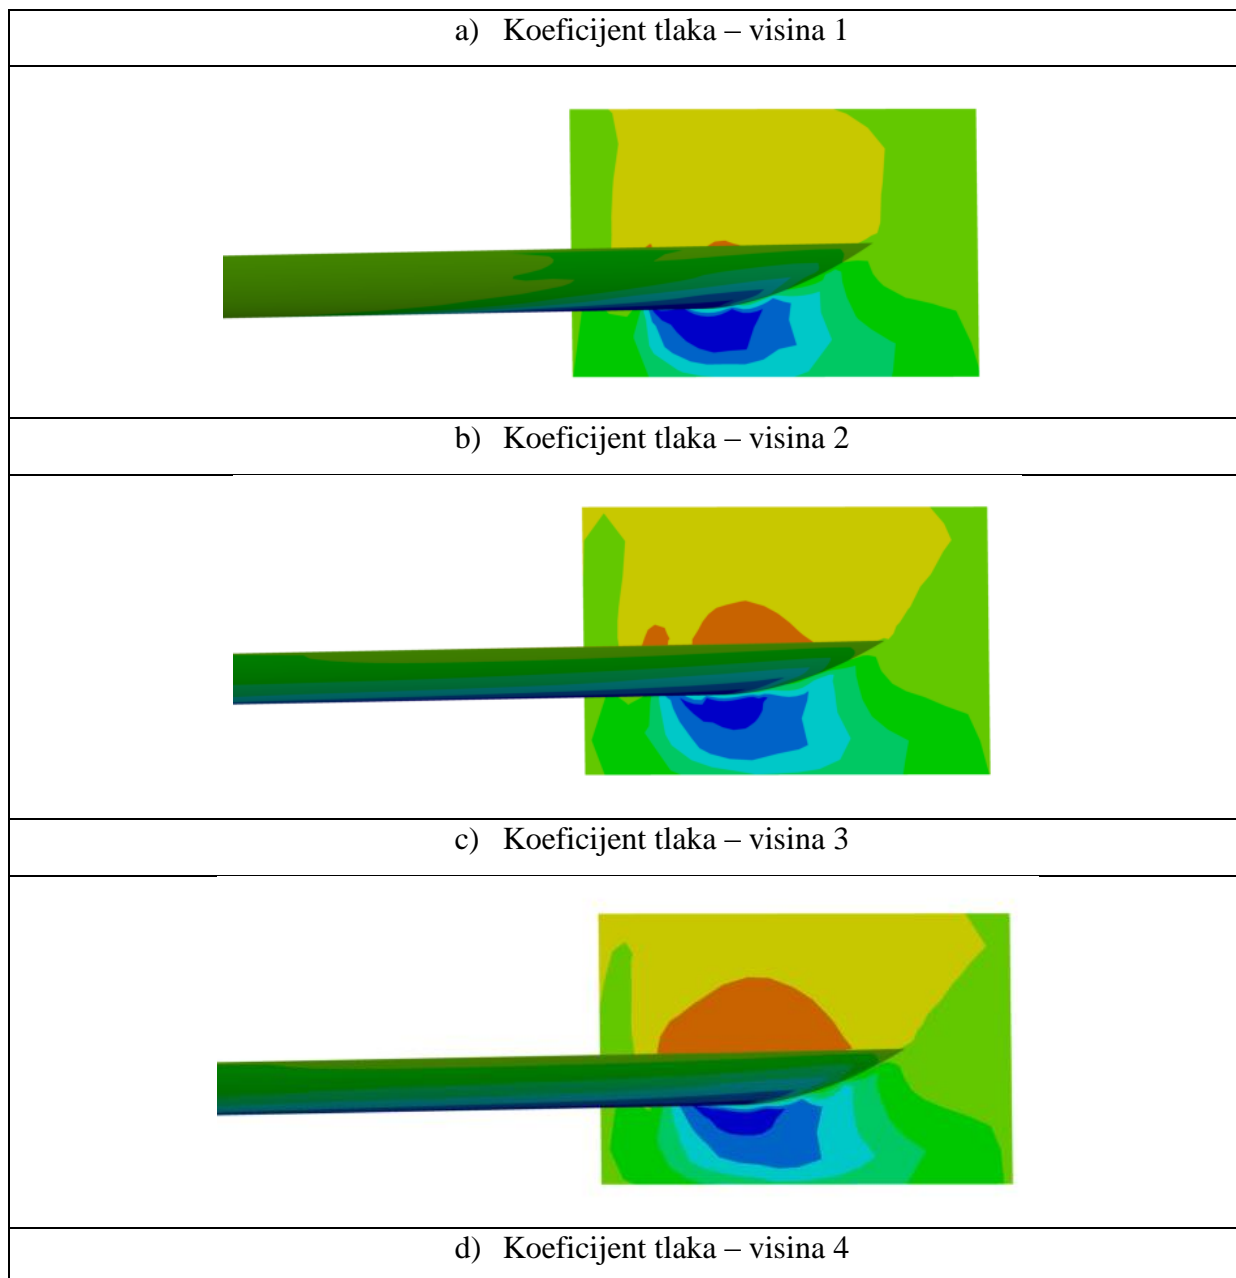 a) Koeficijent tlaka – visina 1
b) Koeficijent tlaka – visina 2
c) Koeficijent tlaka – visina 3
d) Koeficijent tlaka – visina 4